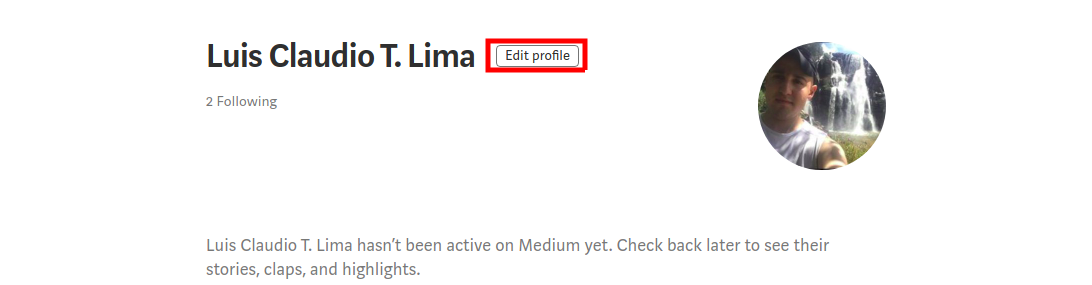 Luis Claudio T. Lima Edit profile
2 Following
Luis Claudio T. Lima hasn’t been active on Medium yet. Check back later to see their
stories, claps, and highlights.